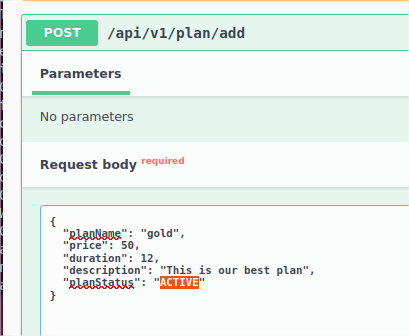 POST /api/v1/plan/add
Parameters
No parameters
Request body required
{
"planName": "gold",
"price": 50,
"duration": 12,
"description": "This is our best plan",
"planStatus": "ACTIVE"
}